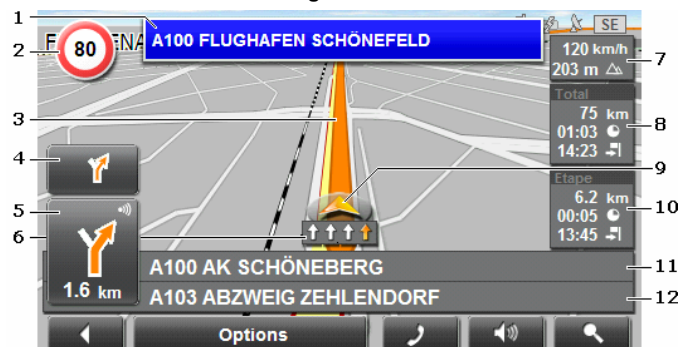 1
A100 FLUGHAFEN SCHÖNEFELD
SE
2
80
120 km/h
203 m
7
Total
3
75 km
01:03
14:23
8
4
9
Etape
5
6.2 km
00:05
13:45
10
6
1.6 km
A100 AK SCHÖNEBERG
11
A103 ABZWEIG ZEHLENDORF
12
Options